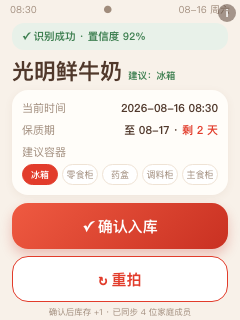 08:30 08-16 周
i
✓ 识别成功 · 置信度 92%
光明鲜牛奶 建议: 冰箱
当前时间 2026-08-16 08:30
保质期 至 08-17 · 剩 2 天
建议容器
冰箱 零食柜 药盒 调料柜 主食柜
✓ 确认入库
↻ 重拍
确认后库存 +1 · 已同步 4 位家庭成员